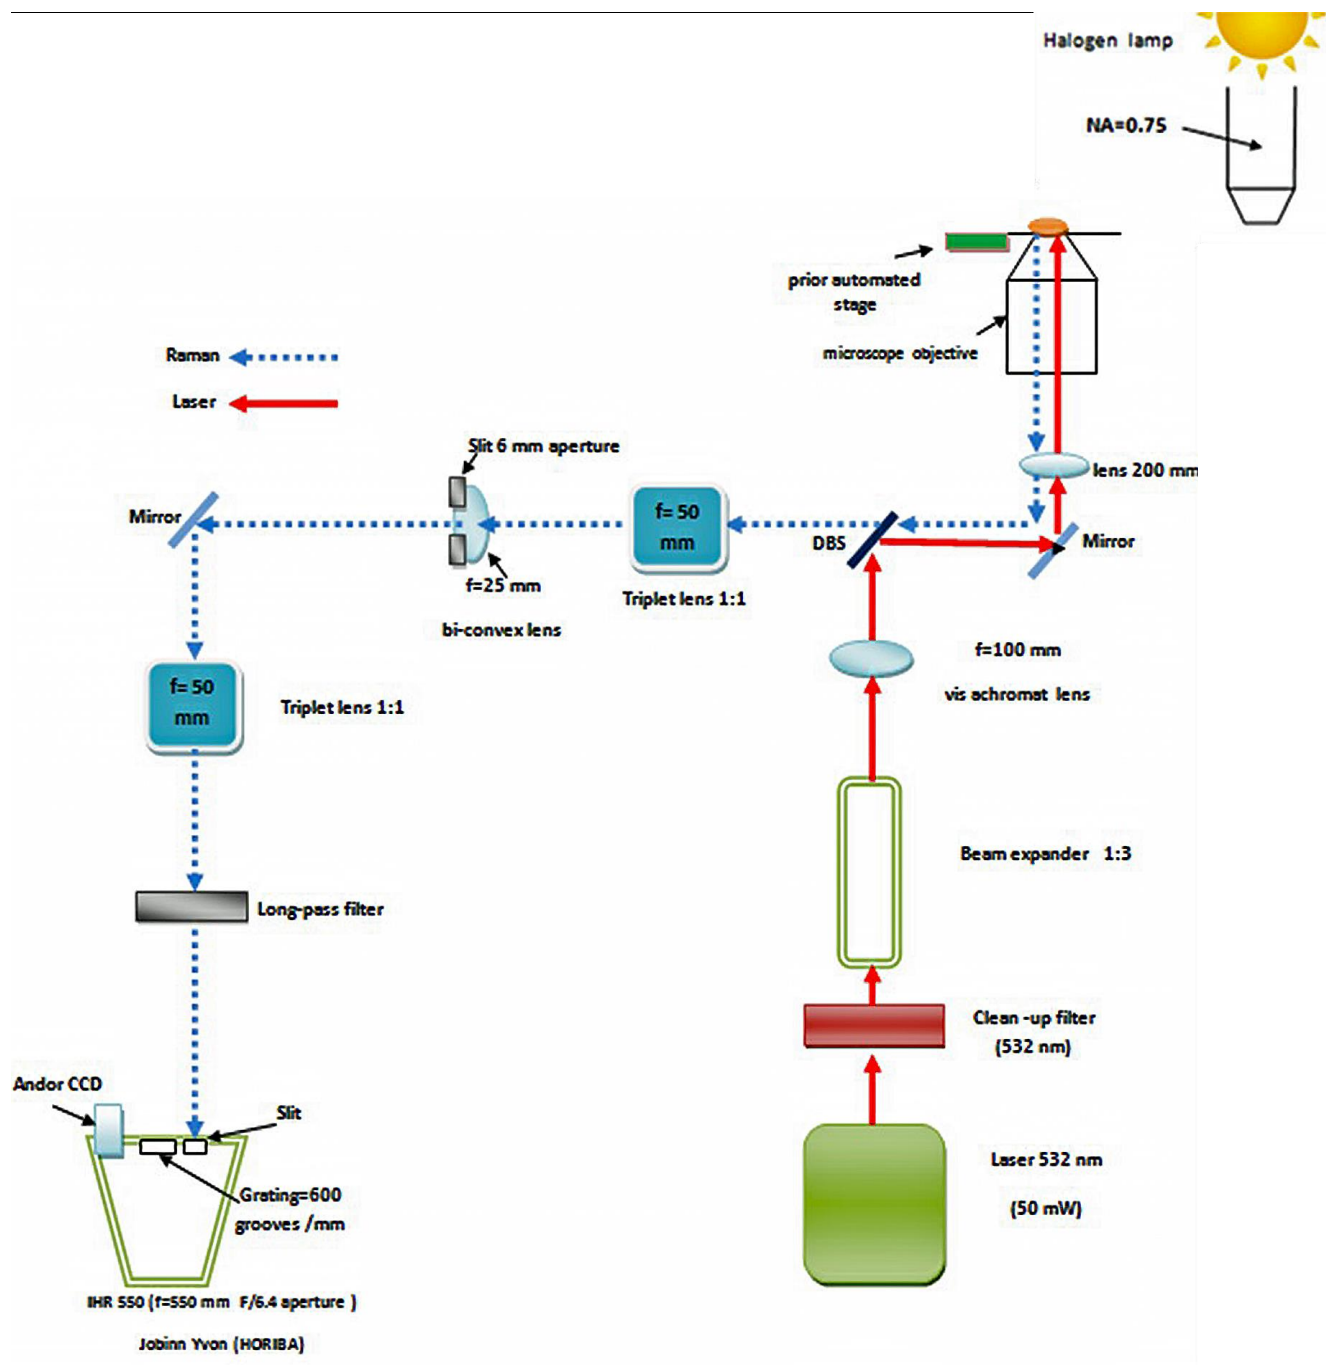 Halogen lamp
NA=0.75
prior automated
stage
microscope objective
Raman
Laser
Slit 6 mm aperture
lens 200 mm
Mirror
f= 50
mm
DBS
Mirror
f=25 mm
Triplet lens 1:1
bi-convex lens
f=100 mm
vis achromat lens
f= 50
mm
Triplet lens 1:1
Beam expander 1:3
Long-pass filter
Clean -up filter
(532 nm)
Andor CCD
Slit
Laser 532 nm
(50 mW)
Grating=600
grooves /mm
IHR 550 (f=550 mm F/6.4 aperture )
Jobinn Yvon (HORIBA)